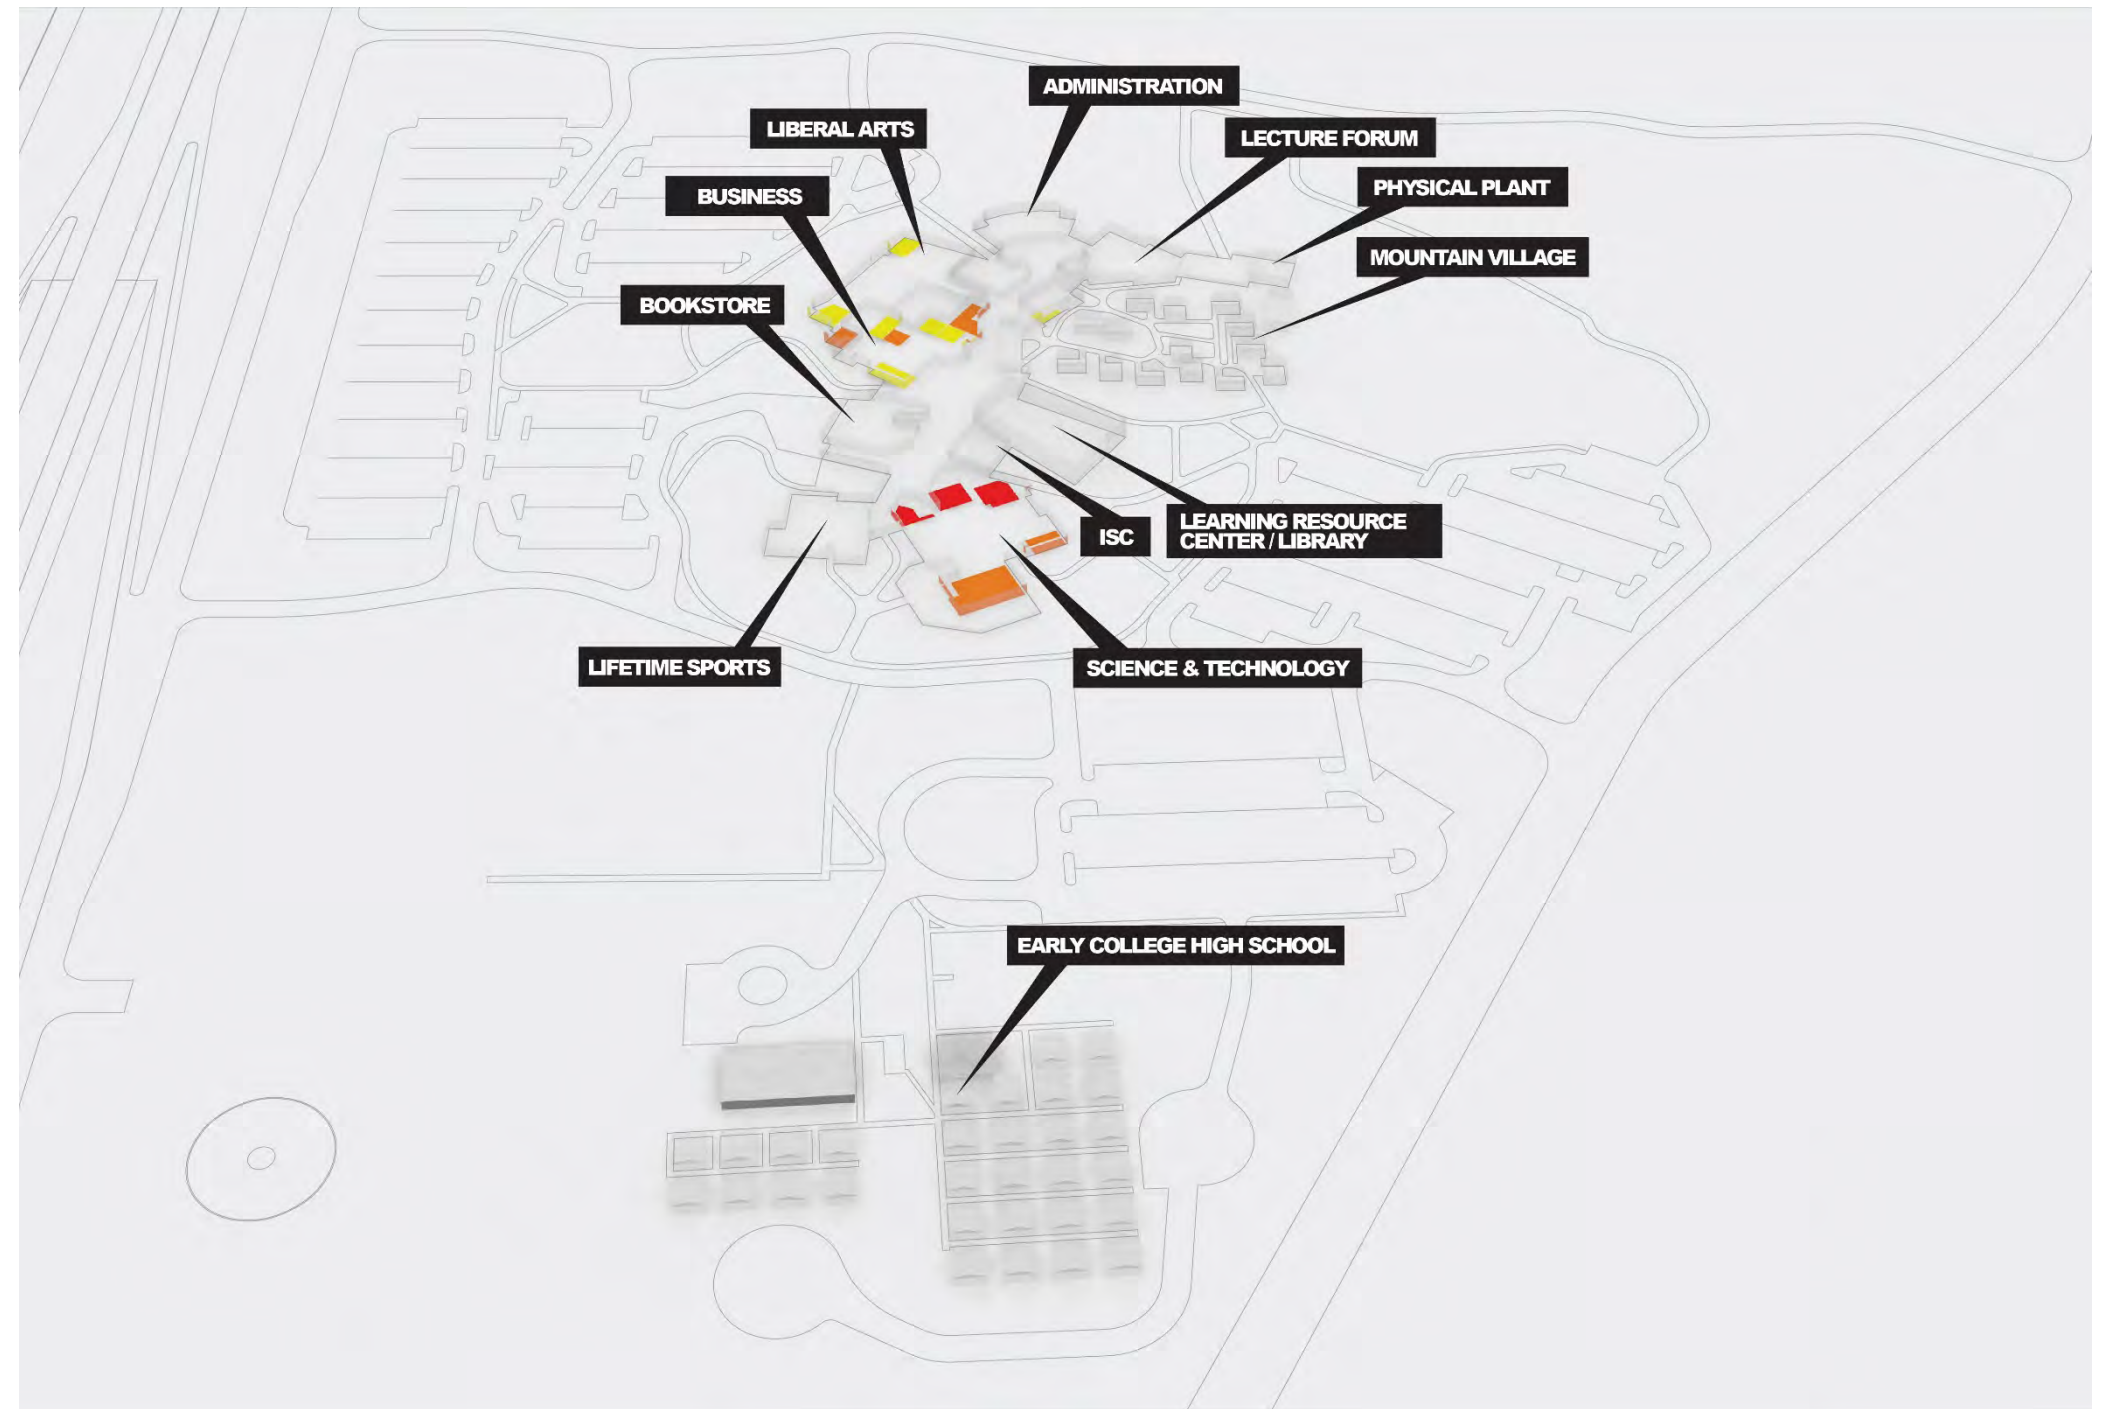 ADMINISTRATION
LIBERAL ARTS
LECTURE FORUM
PHYSICAL PLANT
BUSINESS
MOUNTAIN VILLAGE
BOOKSTORE
LEARNING RESOURCE
CENTER / LIBRARY
ISC
LIFETIME SPORTS
SCIENCE & TECHNOLOGY
EARLY COLLEGE HIGH SCHOOL